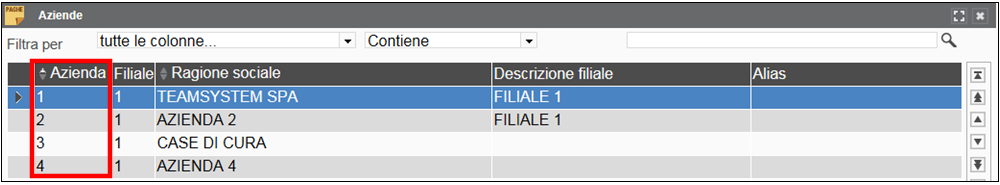 PAGHE Aziende
Filtra per tutte le colonne... Contiene
Azienda Filiale Ragione sociale Descrizione filiale Alias
1 1 TEAMSYSTEM SPA FILIALE 1
2 1 AZIENDA 2 FILIALE 1
3 1 CASE DI CURA
4 1 AZIENDA 4